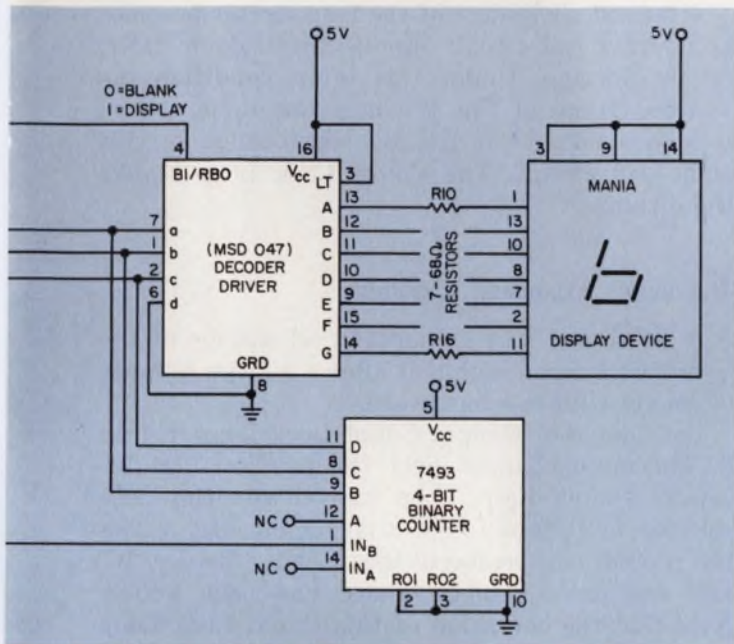 5V
5V
0=BLANK
1=DISPLAY
4
16
3
9
14
BI/RBO
VCC
LT
3
MANIA
7
a
A
13
R10
1
1
b
(MSD 047)
B
12
13
2
c
DECODER
C
11
10
6
d
DRIVER
D
10
7-68Ω
RESISTORS
8
E
9
7
F
15
2
GRD
G
14
R16
11
DISPLAY DEVICE
8
5V
5
VCC
11
D
8
C
7493
9
B
4-BIT
NC
12
A
BINARY
1
INB
COUNTER
NC
14
INA
RO1
RO2
GRD
2
3
10